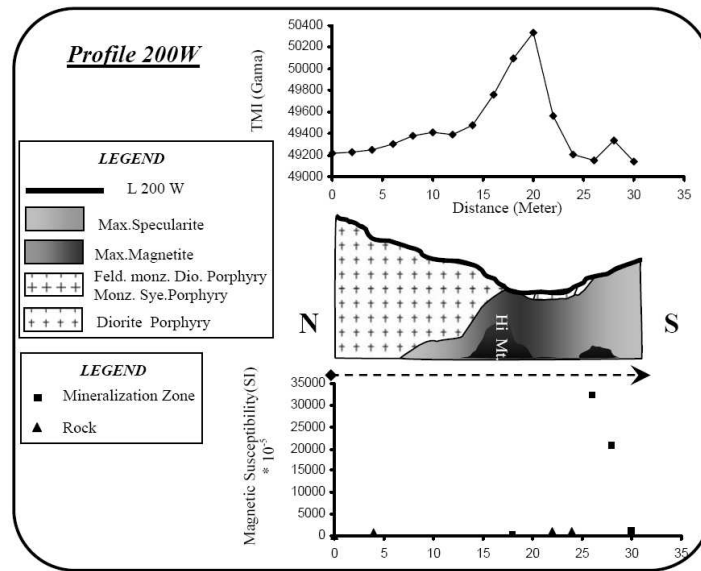 Profile 200W
LEGEND
L 200 W
Max.Specularite
Max.Magnetite
Feld. monz. Dio. Porphyry
Monz. Sye.Porphyry
Diorite Porphyry
LEGEND
Mineralization Zone
Rock
TMI (Gama)
50400
50200
50000
49800
49600
49400
49200
49000
0 5 10 15 20 25 30 35
Distance (Meter)
N
Hi Mt.
S
Magnetic Susceptibility(SI)
* 10-5
35000
30000
25000
20000
15000
10000
5000
0
0 5 10 15 20 25 30 35